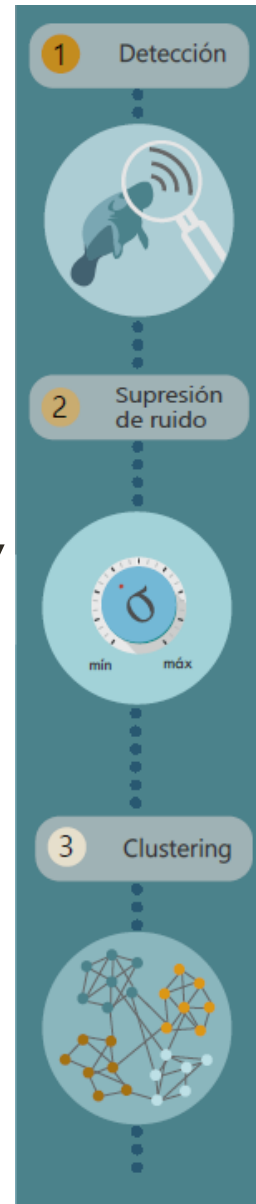 1 Detección
2 Supresión
de ruido
σ
mín máx
3 Clustering